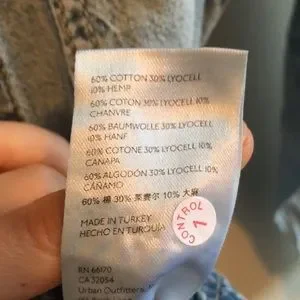 60% COTTON 30% LYOCELL
10% HEMP
60% COTON 30% LYOCELL 10%
CHANVRE
60% BAUMWOLLE 30% LYOCELL
10% HANF
60% COTONE 30% LYOCELL 10%
CANAPA
60% ALGODÓN 30% LYOCELL 10%
CÁÑAMO
60% 棉 30% 莱赛尔 10% 大麻
MADE IN TURKEY
HECHO EN TURQUÍA
CONTROL
1
RN 66170
CA 32054
Urban Outfitters,